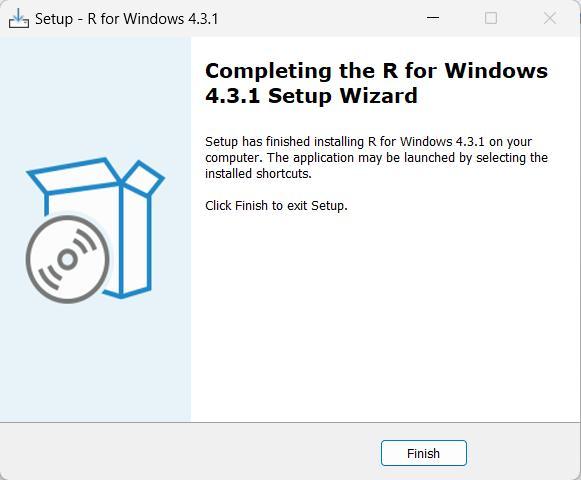 Setup - R for Windows 4.3.1
Completing the R for Windows
4.3.1 Setup Wizard
Setup has finished installing R for Windows 4.3.1 on your
computer. The application may be launched by selecting the
installed shortcuts.
Click Finish to exit Setup.
Finish